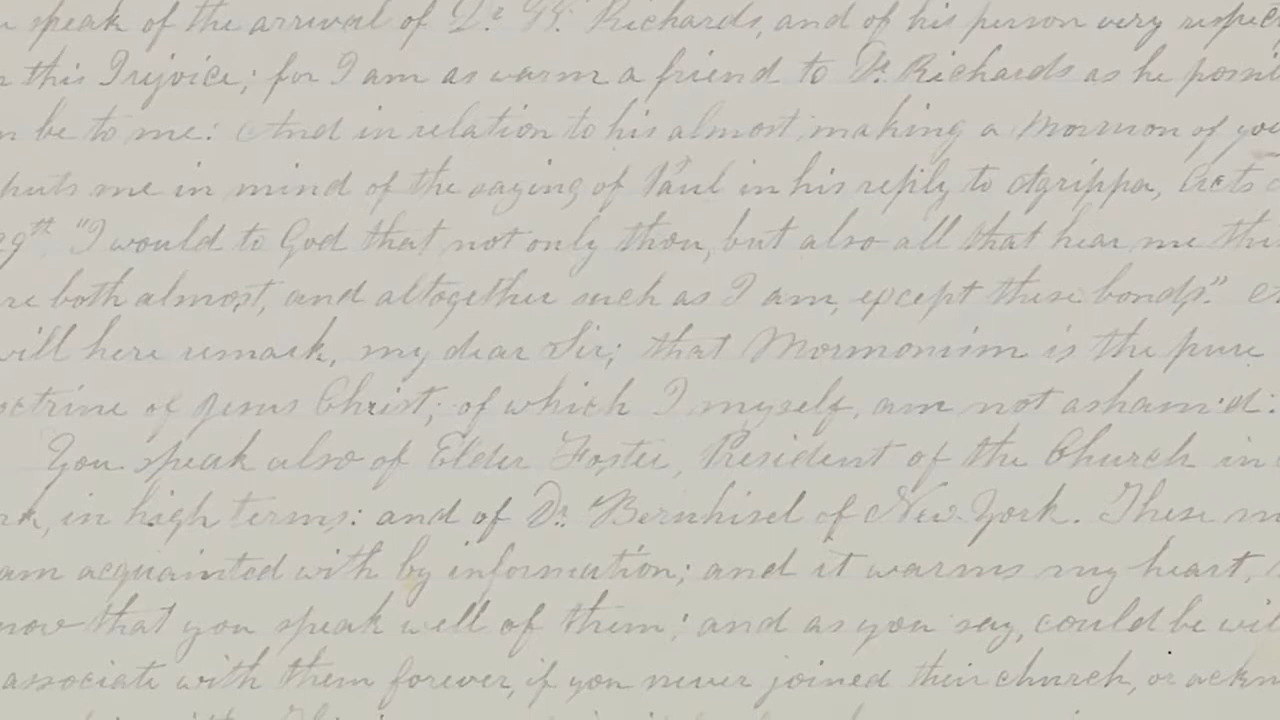 speak of the arrival of Dr. W. Richards, and of his person very respec
this I rejoice; for I am as warm a friend to Dr. Richards as he possi
n be to me: And in relation to his almost making a Mormon of you
puts me in mind of the saying of Paul in his reply to Agrippa, Acts
29th "I would to God that not only thou, but also all that hear me thi
re both almost, and altogether such as I am, except these bonds."
will here remark, my dear Sir; that Mormonism is the pure
octrine of Jesus Christ; of which I myself, am not asham'd:
You speak also of Elder Foster, President of the Church in
rk, in high terms: and of Dr. Bernhisel of New York. These m
am acquainted with by information; and it warms my heart,
now that you speak well of them; and as you say, could be wil
associate with them forever, if you never joined their church, or ackn